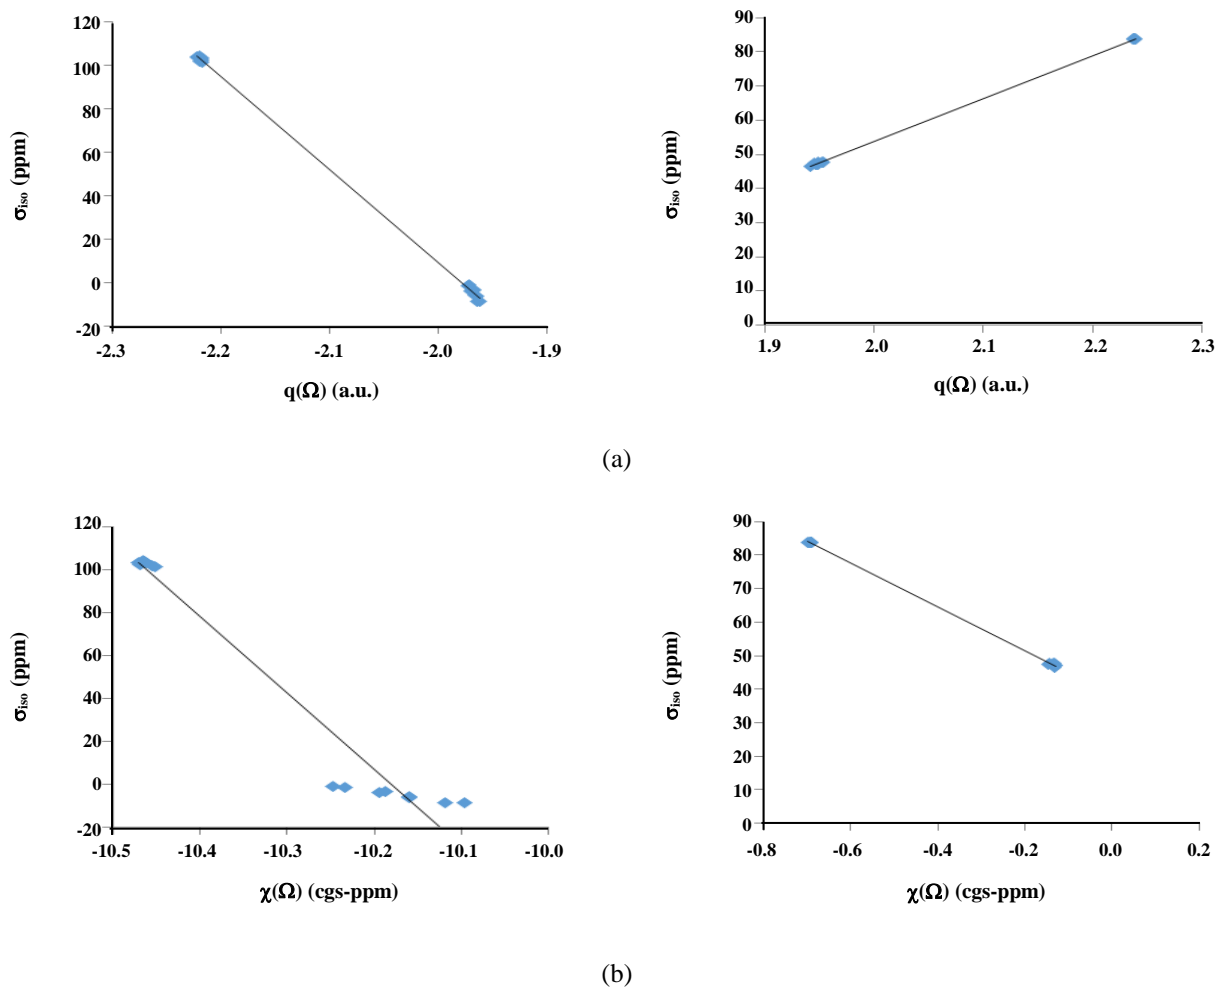 120
100
80
60
40
20
0
-20
-2.3 -2.2 -2.1 -2.0 -1.9
σiso (ppm)
q(Ω) (a.u.)
90
80
70
60
50
40
30
20
10
0
1.9 2.0 2.1 2.2 2.3
σiso (ppm)
q(Ω) (a.u.)
(a)
120
100
80
60
40
20
0
-20
-10.5 -10.4 -10.3 -10.2 -10.1 -10.0
σiso (ppm)
χ(Ω) (cgs-ppm)
90
80
70
60
50
40
30
20
10
0
-0.8 -0.6 -0.4 -0.2 0.0 0.2
σiso (ppm)
χ(Ω) (cgs-ppm)
(b)